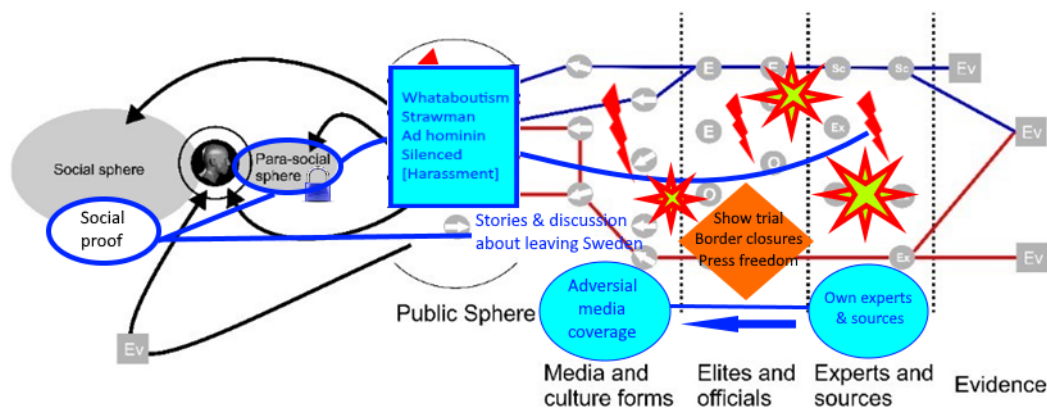 Social sphere
Social
proof
Para-social
sphere
Ev
Whataboutism
Strawman
Ad hominin
Silenced
[Harassment]
Stories & discussion
about leaving Sweden
Public Sphere
E
E
Sc
Sc
Ev
E
Ex
Ev
O
O
Show trial
Border closures
Press freedom
Ex
Ev
Adversial
media
coverage
Own experts
& sources
Media and
culture forms
Elites and
officials
Experts and
sources
Evidence